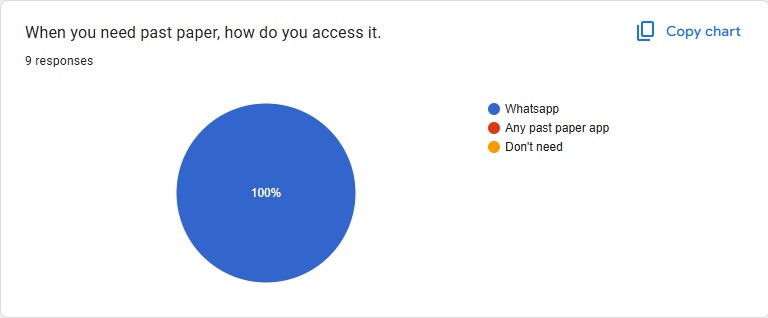 When you need past paper, how do you access it.
Copy chart
9 responses
100%
Whatsapp
Any past paper app
Don't need